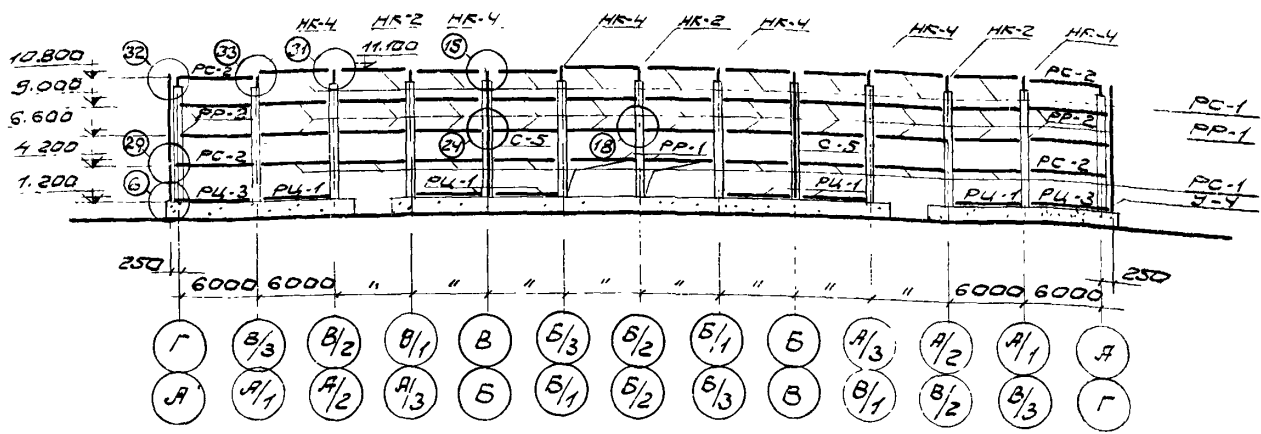 НК-4 НК-2 НК-4 НК-4 НК-2 НК-4 НК-4 НК-2 НК-4
32 33 31 11.100 15
10.800 РС-2 РС-2
9.000
РС-1
6.600 РР-2 РР-2
РР-1
29 24 С-5 18 С-5
4.200 РС-2 РР-1 РС-2
1.200 РЦ-3 РЦ-1 РЦ-1 РЦ-1 РЦ-1 РЦ-3
РС-1
6
250 250
6000 6000 " " " " " " " " 6000 6000
Г В/3 В/2 В/1 В Б/3 Б/2 Б/1 Б А/3 А/2 А/1 А
А А/1 А/2 А/3 Б Б/1 Б/2 Б/3 В В/1 В/2 В/3 Г